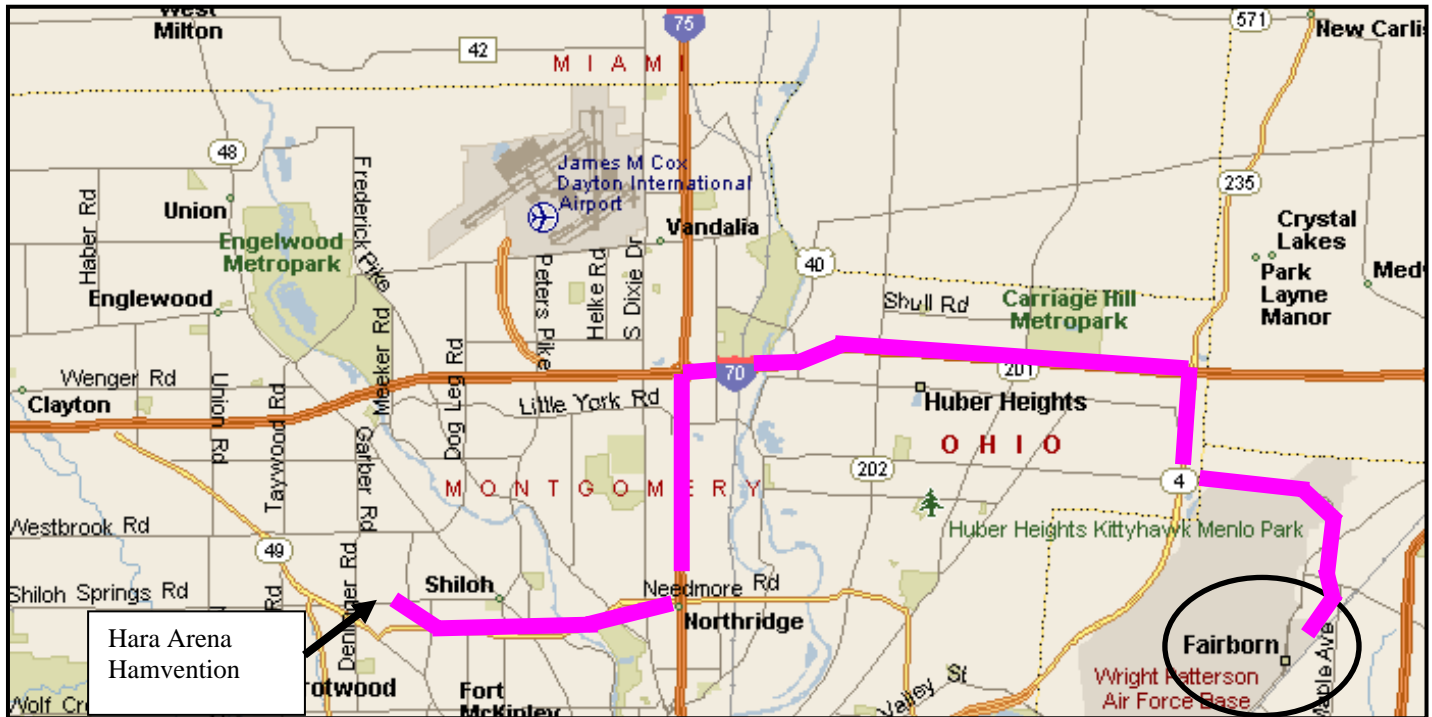 West
Milton
42
75
571
New Carlis
M I A M I
48
Frederick Pike
James M Cox
Dayton International
Airport
235
Haber Rd
Union
Engelwood
Metropark
Vandalia
Crystal
Lakes
40
Park
Layne
Manor
Medw
Englewood
Peters Pike
Helke Rd
S Dixie Dr
Shull Rd
Carriage Hill
Metropark
Meeker Rd
Dog Leg Rd
70
201
Wenger Rd
Clayton
Union Rd
Taywood Rd
Little York Rd
Huber Heights
O H I O
Garber Rd
202
4
M O N T G O M E R Y
Westbrook Rd
49
Huber Heights Kittyhawk Menlo Park
Shiloh Springs Rd
Rd
Denlinger Rd
Shiloh
Needmore Rd
Northridge
Hara Arena
Hamvention
Fairborn
Maple Ave
rotwood
Fort
McKinley
Valley St
Wright Patterson
Air Force Base
Wolf Cre